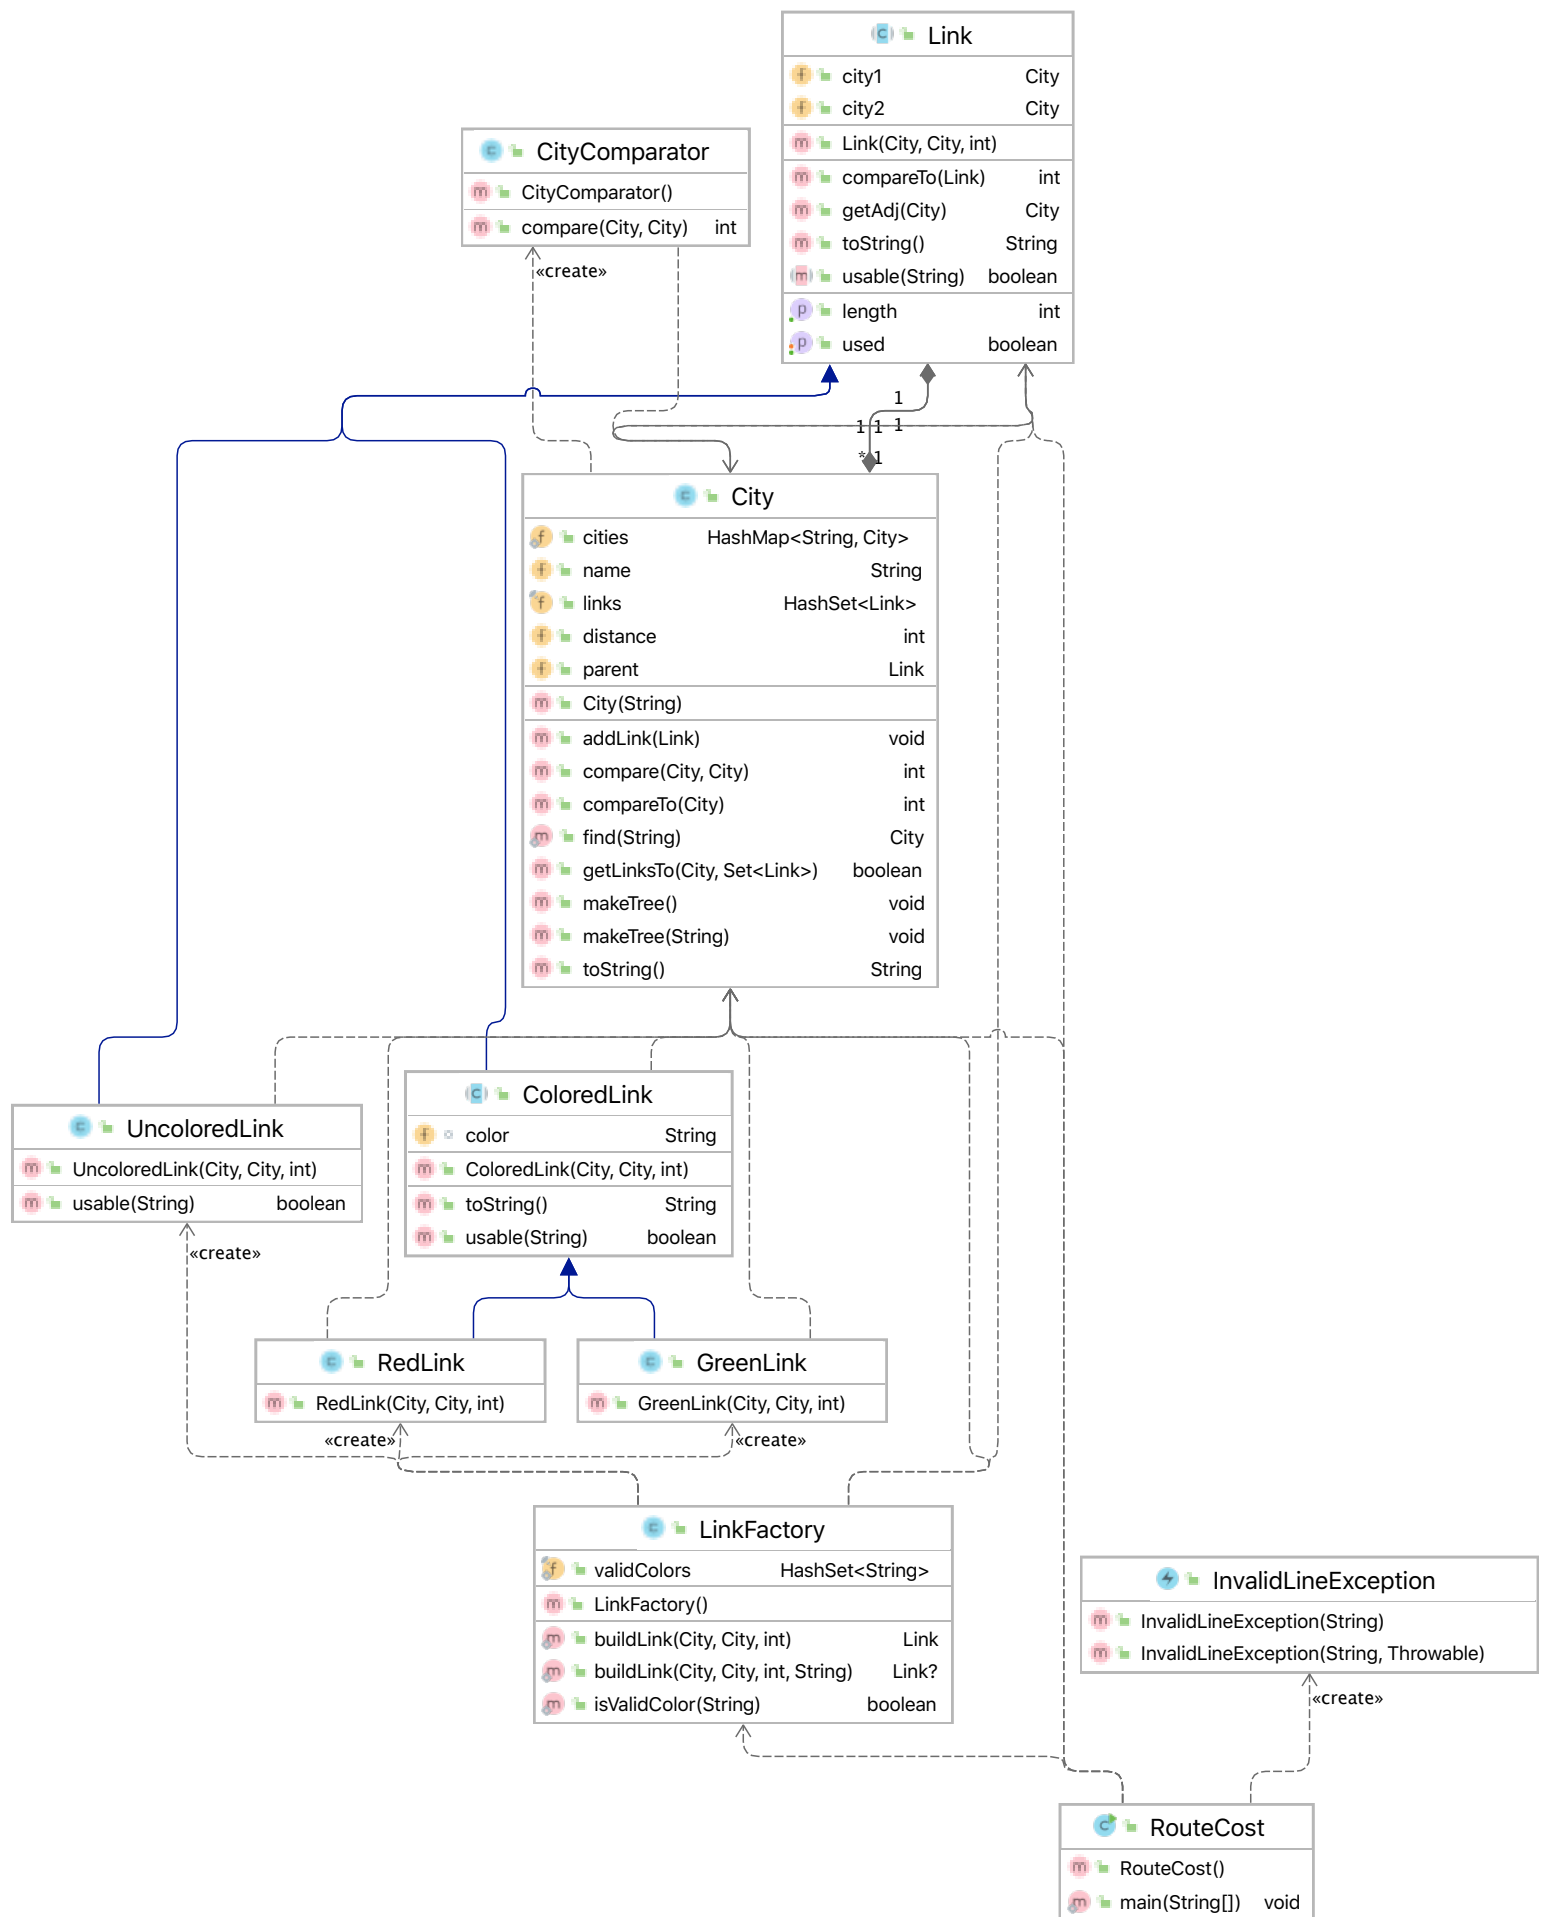 Link
city1 City
city2 City
Link(City, City, int)
compareTo(Link) int
getAdj(City) City
toString() String
usable(String) boolean
length int
used boolean
CityComparator
CityComparator()
compare(City, City) int
«create»
1
1 1 1
* 1
City
cities HashMap<String, City>
name String
links HashSet<Link>
distance int
parent Link
City(String)
addLink(Link) void
compare(City, City) int
compareTo(City) int
find(String) City
getLinksTo(City, Set<Link>) boolean
makeTree() void
makeTree(String) void
toString() String
UncoloredLink
UncoloredLink(City, City, int)
usable(String) boolean
«create»
ColoredLink
color String
ColoredLink(City, City, int)
toString() String
usable(String) boolean
RedLink
RedLink(City, City, int)
«create»
GreenLink
GreenLink(City, City, int)
«create»
LinkFactory
validColors HashSet<String>
LinkFactory()
buildLink(City, City, int) Link
buildLink(City, City, int, String) Link?
isValidColor(String) boolean
InvalidLineException
InvalidLineException(String)
InvalidLineException(String, Throwable)
«create»
RouteCost
RouteCost()
main(String[]) void